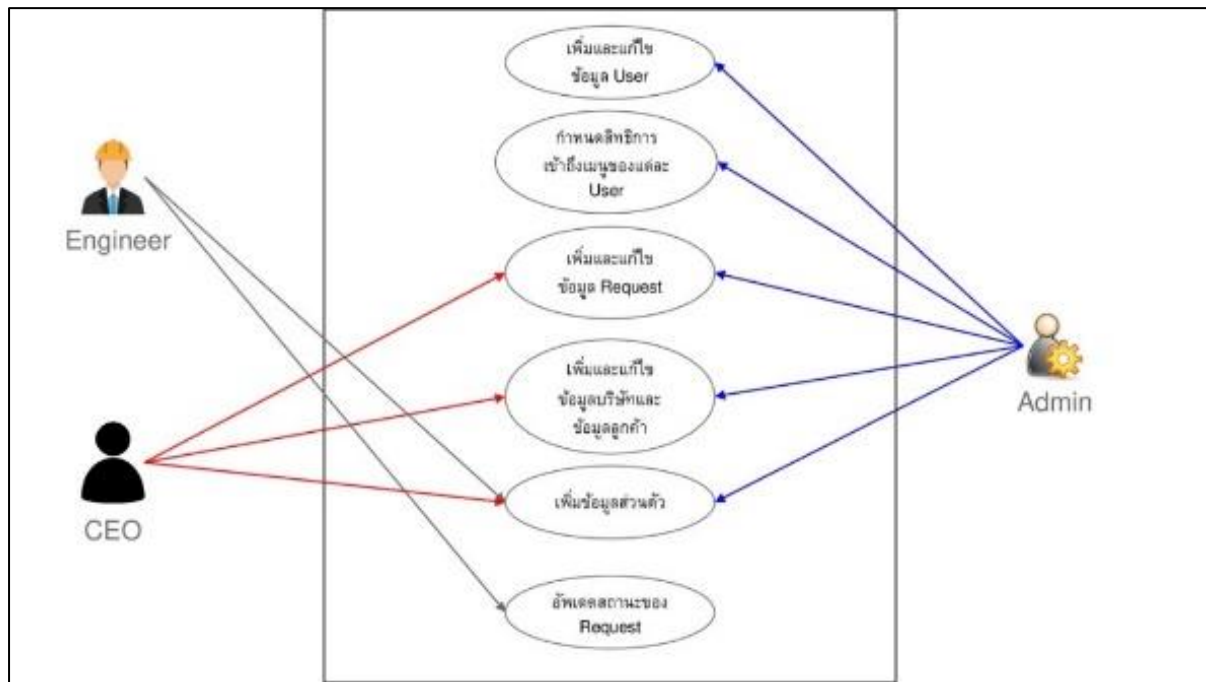 เพิ่มและแก้ไข
ข้อมูล User
กำหนดสิทธิการ
เข้าถึงเมนูของแต่ละ
User
Engineer
เพิ่มและแก้ไข
ข้อมูล Request
เพิ่มและแก้ไข
ข้อมูลบริษัทและ
ข้อมูลลูกค้า
Admin
CEO
เพิ่มข้อมูลส่วนตัว
อัพเดตสถานะของ
Request